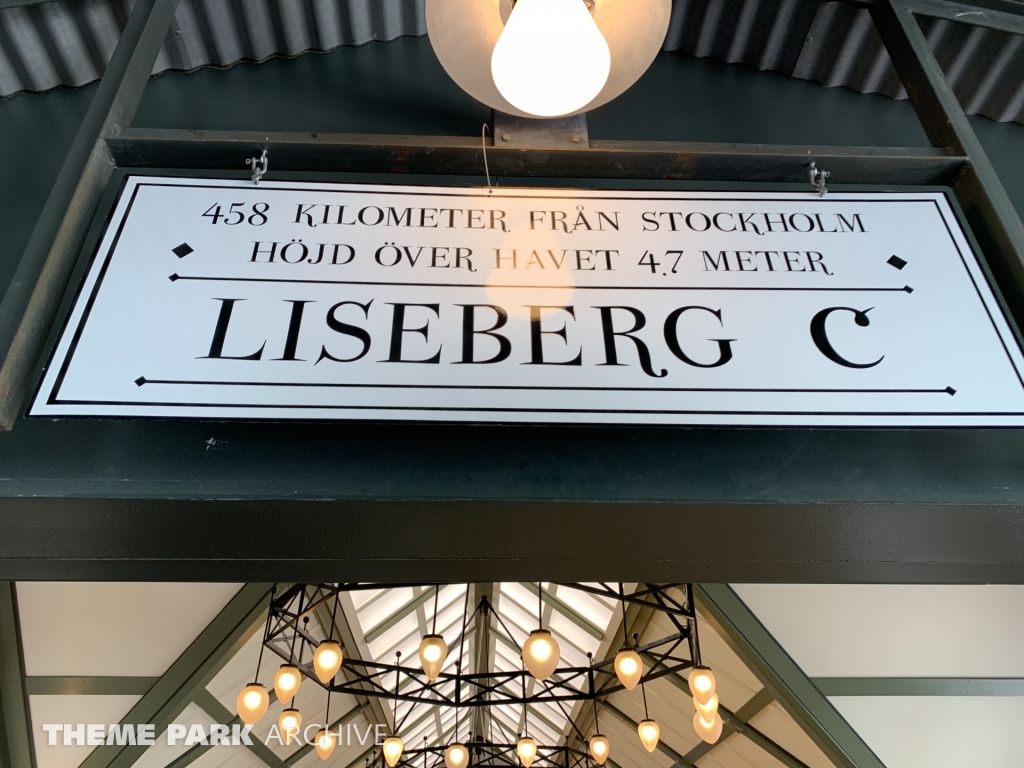 458 KILOMETER FRÅN STOCKHOLM
HÖJD ÖVER HAVET 4.7 METER
LISEBERG C
THEME PARK ARCHIVE